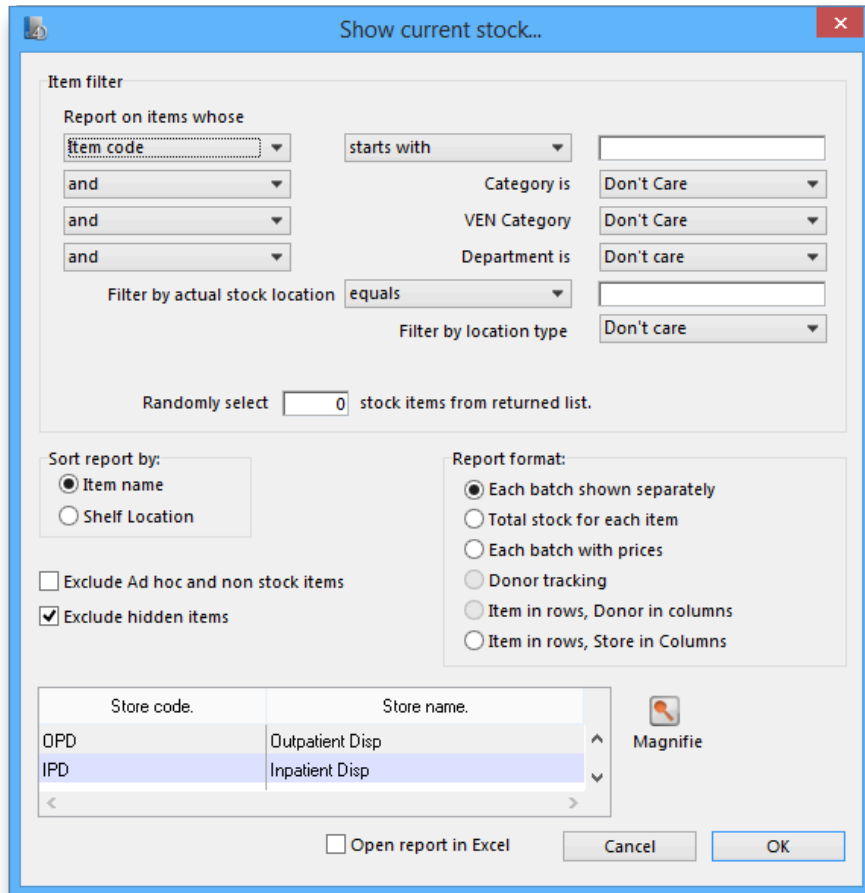 Show current stock...
Item filter
Report on items whose
Item code starts with
and Category is Don't Care
and VEN Category Don't Care
and Department is Don't care
Filter by actual stock location equals
Filter by location type Don't care
Randomly select 0 stock items from returned list.
Sort report by:
Item name
Shelf Location
Exclude Ad hoc and non stock items
Exclude hidden items
Report format:
Each batch shown separately
Total stock for each item
Each batch with prices
Donor tracking
Item in rows, Donor in columns
Item in rows, Store in Columns
Store code. Store name.
OPD Outpatient Disp
IPD Inpatient Disp
Magnifie
Open report in Excel Cancel OK